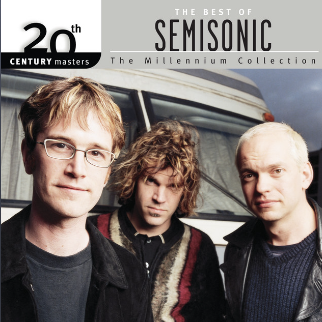 20th
CENTURY masters
THE BEST OF
SEMISONIC
The Millennium Collection